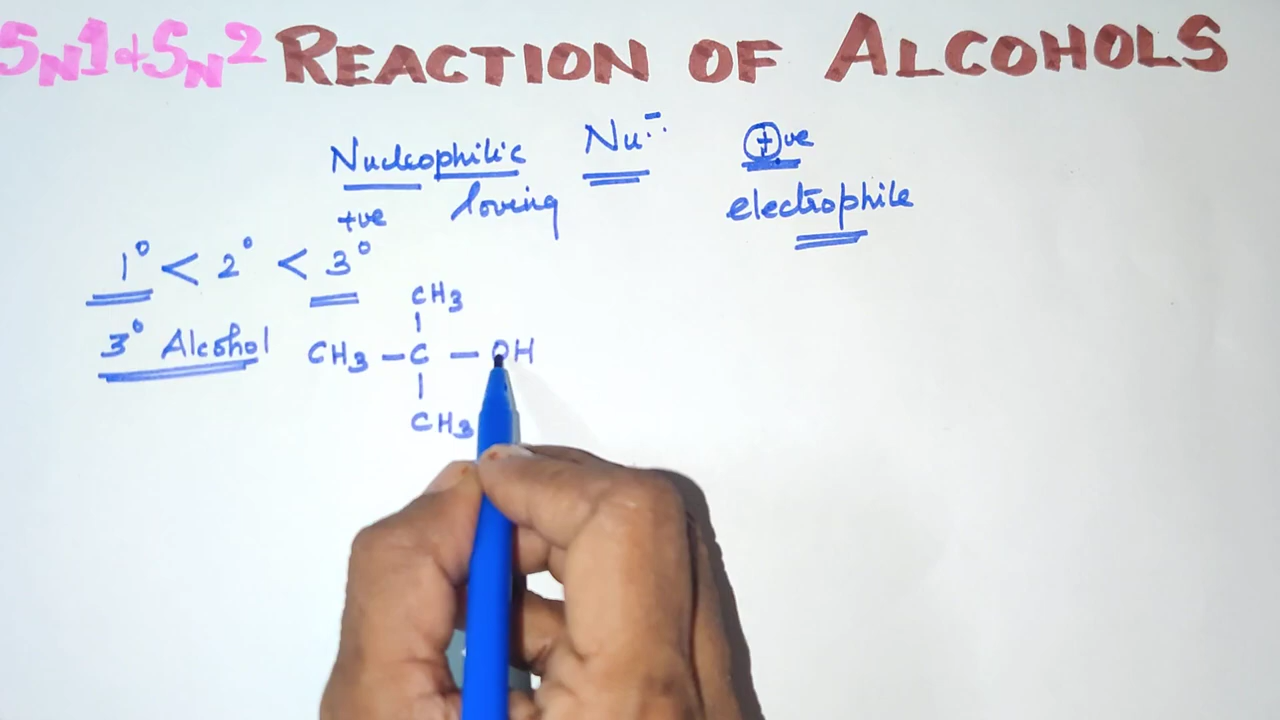 SN1+SN2 REACTION OF ALCOHOLS
Nucleophilic Nu⁻: +ve
+ve loving electrophile
1° < 2° < 3°
CH3
3° Alcohol CH3 – C – OH
CH3